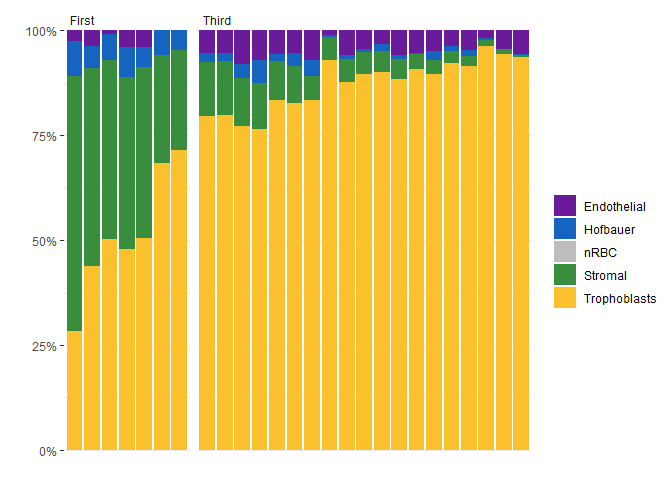 First
Third
100%
75%
50%
25%
0%
Endothelial
Hofbauer
nRBC
Stromal
Trophoblasts